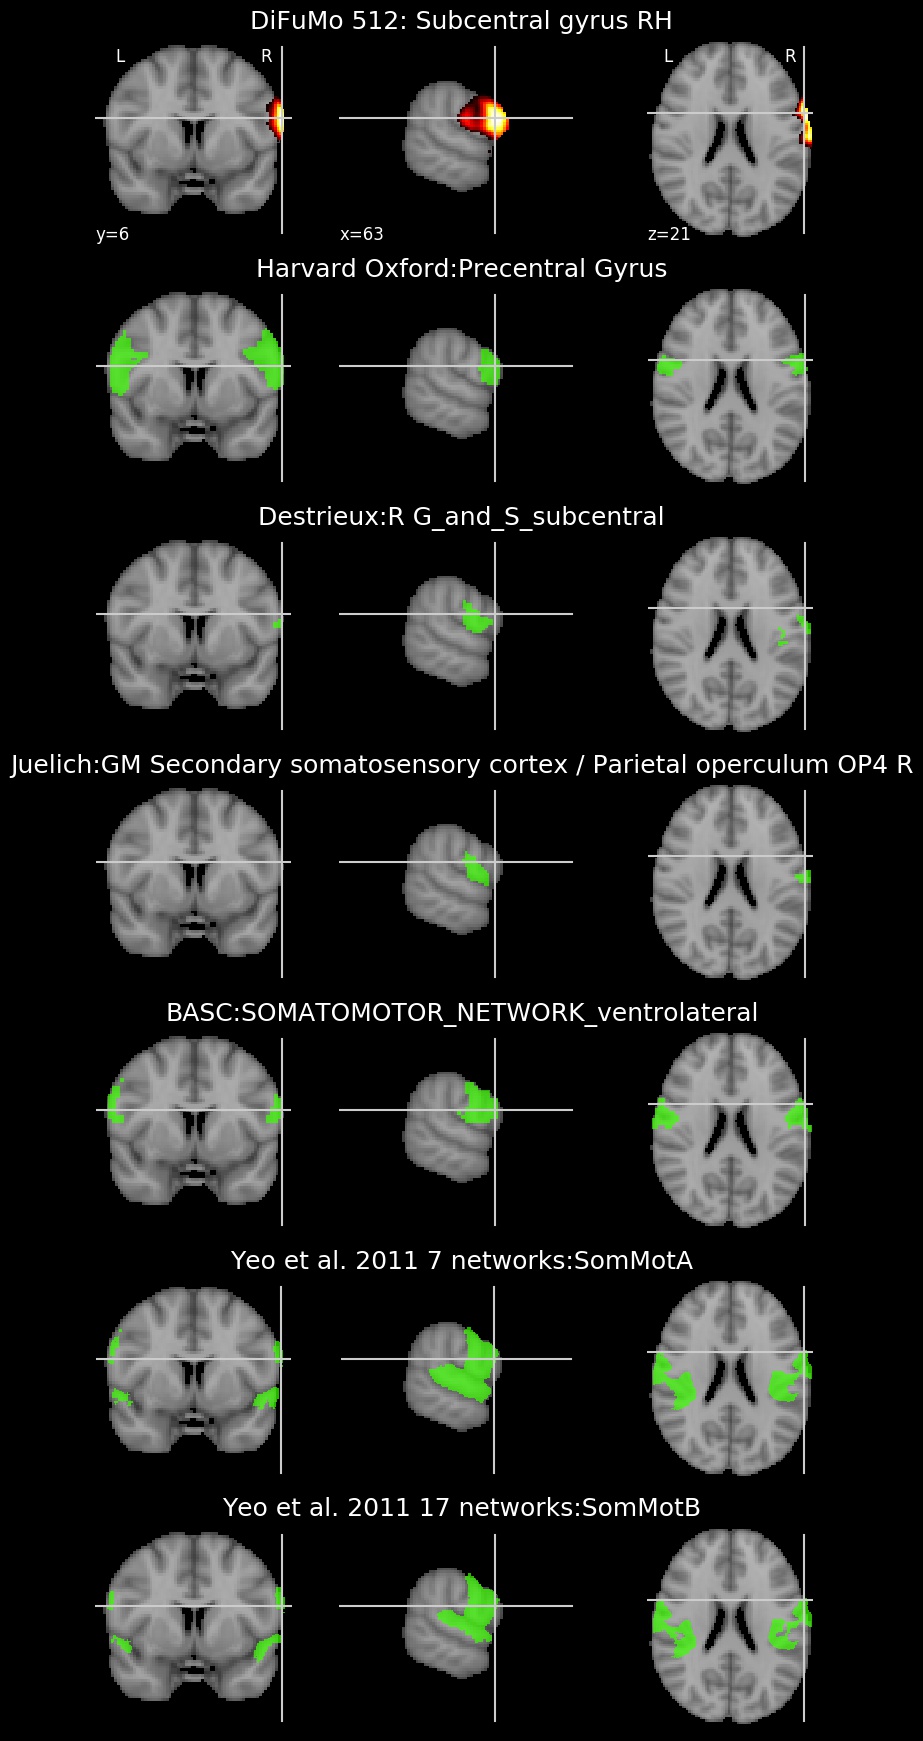 DiFuMo 512: Subcentral gyrus RH
L R L R
y=6 x=63 z=21
Harvard Oxford:Precentral Gyrus
Destrieux:R G_and_S_subcentral
Juelich:GM Secondary somatosensory cortex / Parietal operculum OP4 R
BASC:SOMATOMOTOR_NETWORK_ventrolateral
Yeo et al. 2011 7 networks:SomMotA
Yeo et al. 2011 17 networks:SomMotB